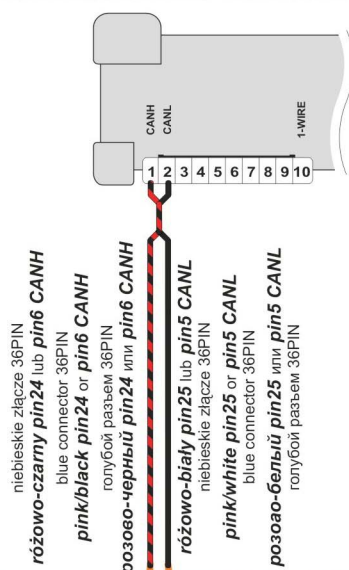 CANH
CANL
1-WIRE
1 2 3 4 5 6 7 8 9 10
niebieskie złącze 36PIN
różowo-czarny pin24 lub pin6 CANH
blue connector 36PIN
pink/black pin24 or pin6 CANH
голубой разъем 36PIN
розово-черный pin24 или pin6 CANH
różowo-biały pin25 lub pin5 CANL
niebieskie złącze 36PIN
pink/white pin25 or pin5 CANL
blue connector 36PIN
розоао-белый pin25 или pin5 CANL
голубой разъем 36PIN